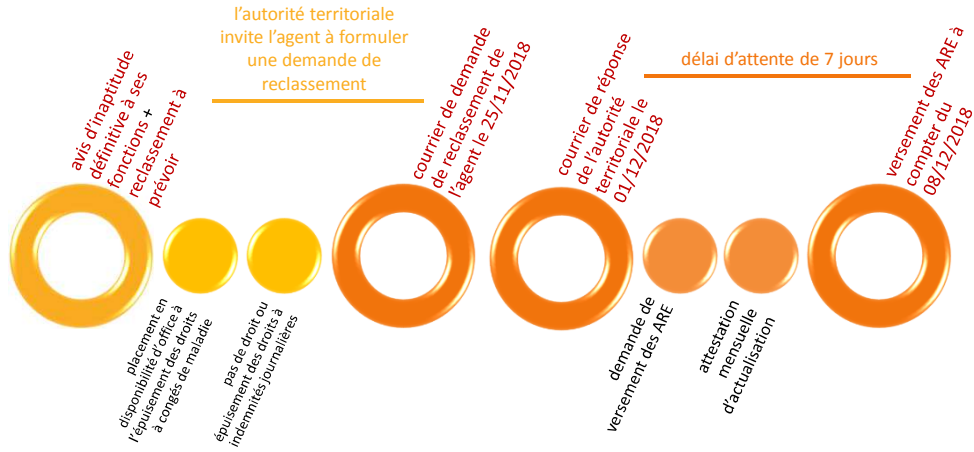 l’autorité territoriale
invite l’agent à formuler
une demande de
reclassement
délai d’attente de 7 jours
avis d’inaptitude
définitive à ses
fonctions +
reclassement à
prévoir
courrier de demande
de reclassement de
l’agent le 25/11/2018
courrier de réponse
de l’autorité
territoriale le
01/12/2018
versement des ARE à
compter du
08/12/2018
placement en
disponibilité d’office à
l’épuisement des droits
à congés de maladie
pas de droit ou
épuisement des droits à
indemnités journalières
demande de
versement des ARE
attestation
mensuelle
d’actualisation